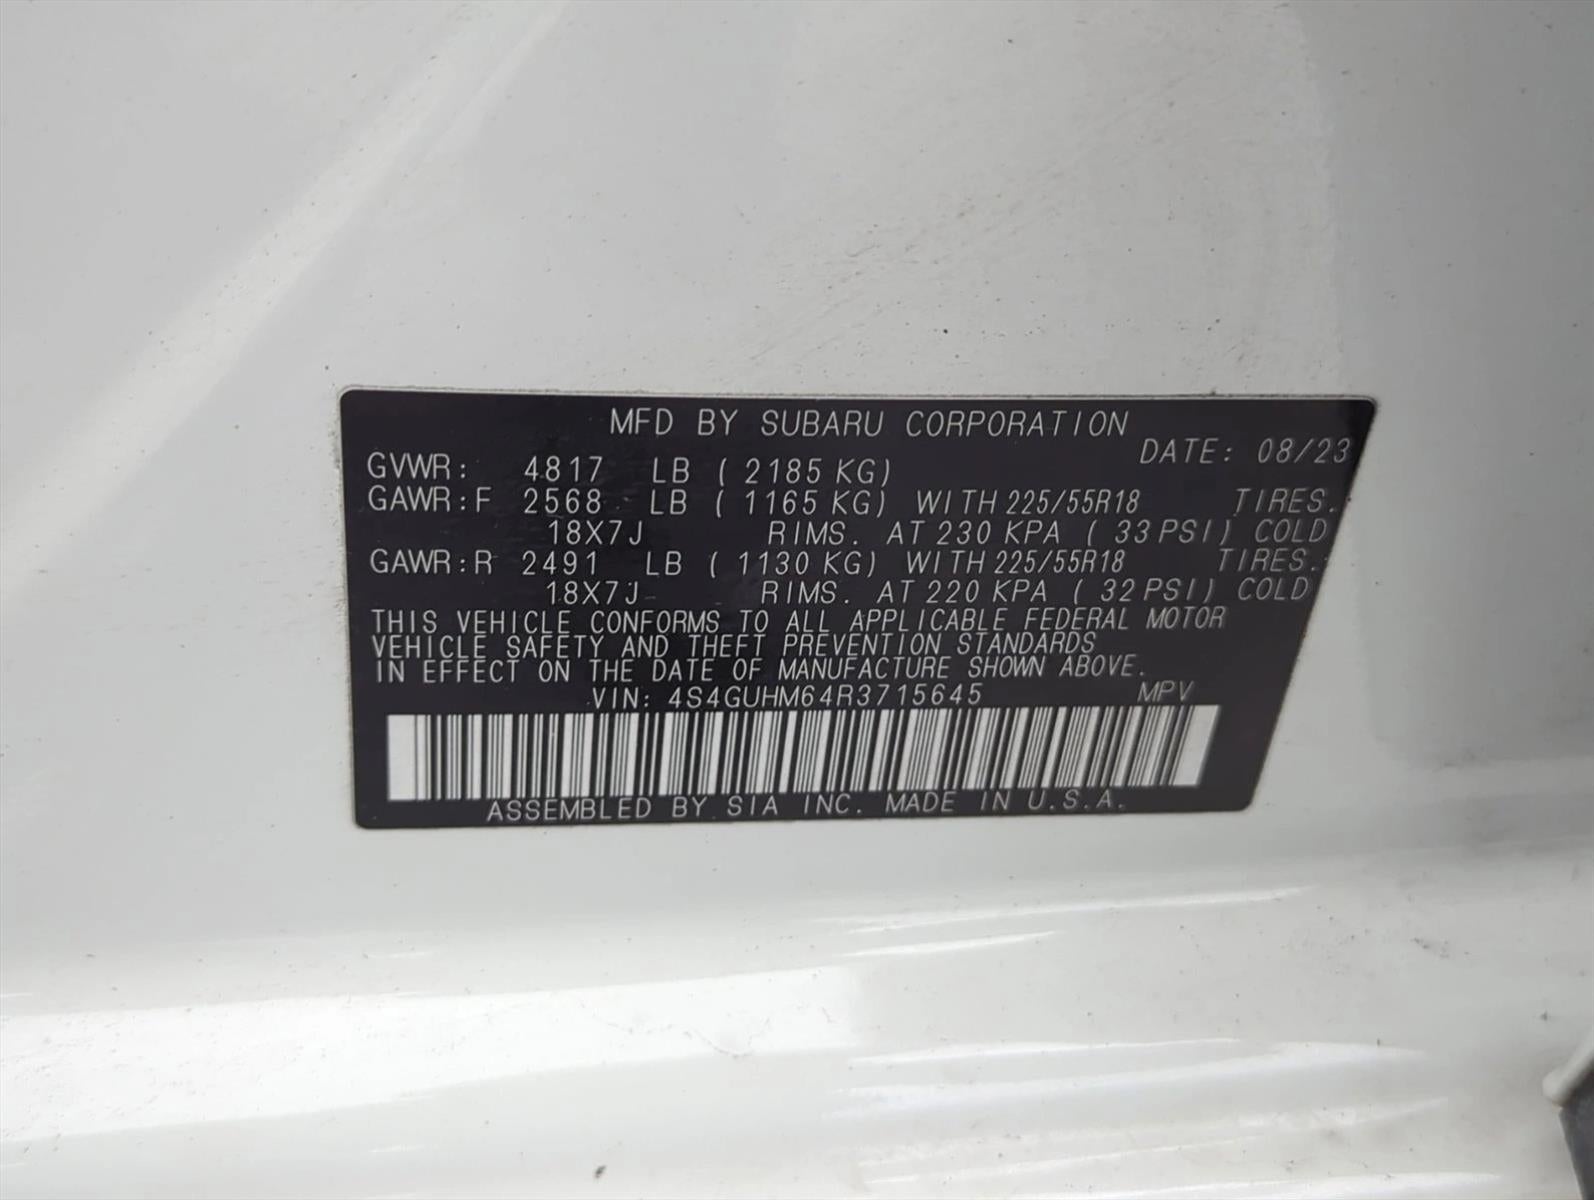 MFD BY SUBARU CORPORATION
DATE: 08/23
GVWR: 4817 LB ( 2185 KG)
GAWR:F 2568 LB ( 1165 KG) WITH 225/55R18 TIRES.
18X7J RIMS. AT 230 KPA ( 33 PSI) COLD
GAWR:R 2491 LB ( 1130 KG) WITH 225/55R18 TIRES.
18X7J RIMS. AT 220 KPA ( 32 PSI) COLD
THIS VEHICLE CONFORMS TO ALL APPLICABLE FEDERAL MOTOR
VEHICLE SAFETY AND THEFT PREVENTION STANDARDS
IN EFFECT ON THE DATE OF MANUFACTURE SHOWN ABOVE.
VIN: 4S4GUHM64R3715645 MPV
ASSEMBLED BY SIA INC. MADE IN U.S.A.